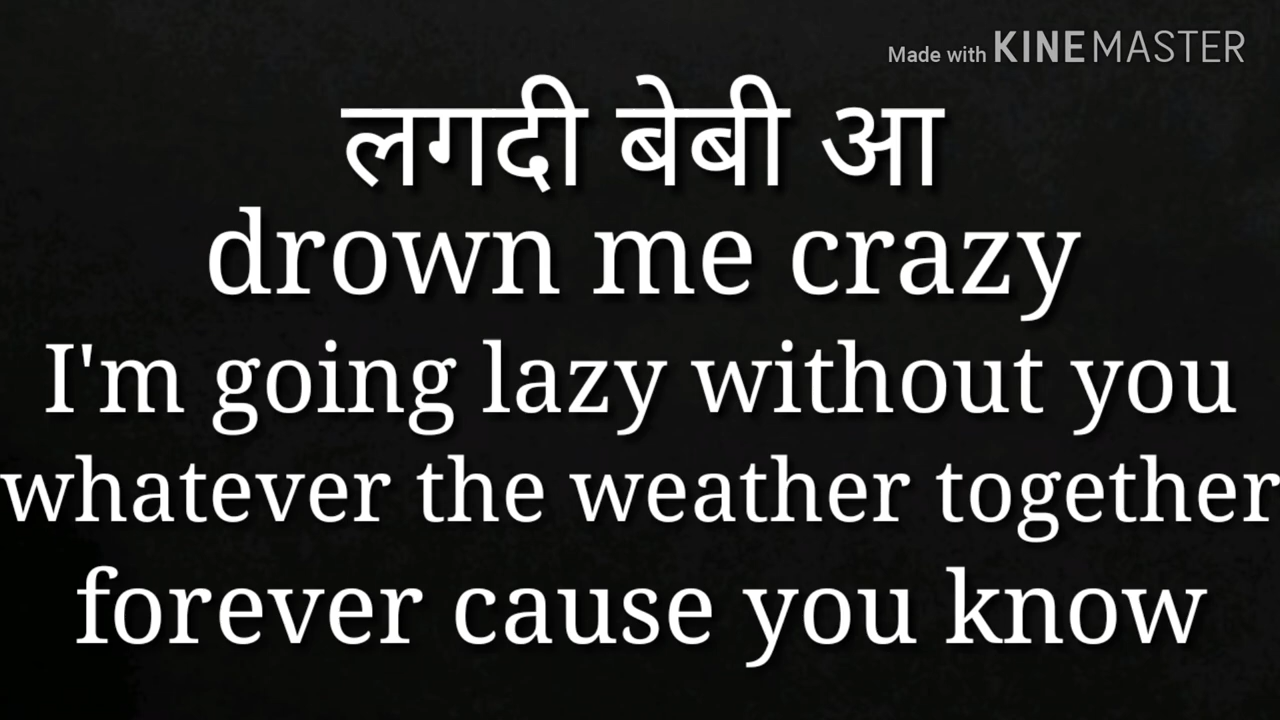 Made with KINEMASTER
लगदी बेबी आ
drown me crazy
I'm going lazy without you
whatever the weather together
forever cause you know